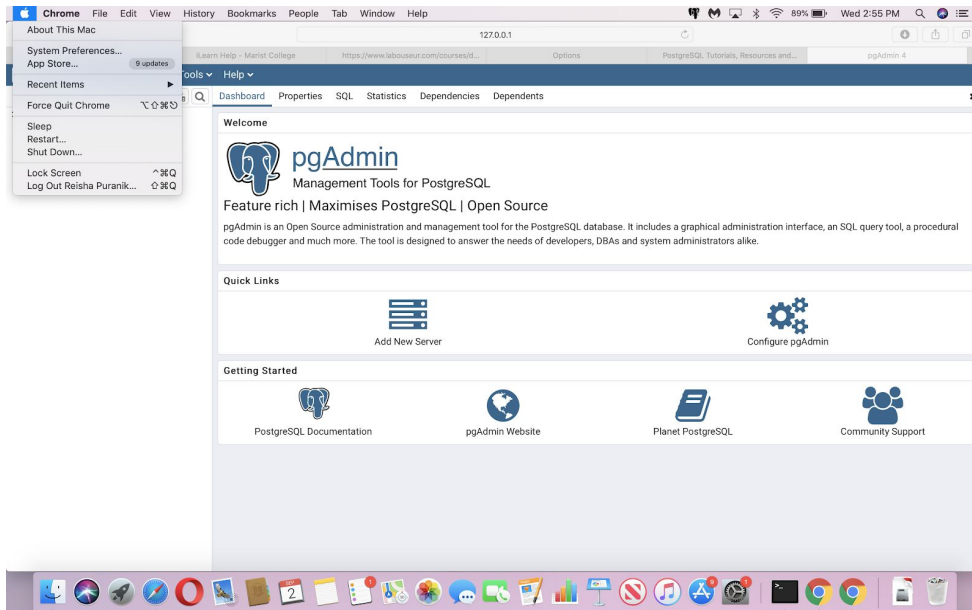 Chrome File Edit View History Bookmarks People Tab Window Help 89% Wed 2:55 PM
About This Mac
System Preferences...
App Store... 9 updates
Recent Items
Force Quit Chrome ⌥⇧⌘⎋
Sleep
Restart...
Shut Down...
Lock Screen ^⌘Q
Log Out Reisha Puranik... ⇧⌘Q
127.0.0.1
iLearn Help - Marist College https://www.labouseur.com/courses/d... Options PostgreSQL Tutorials, Resources and... pgAdmin 4
Tools Help
Dashboard Properties SQL Statistics Dependencies Dependents
Welcome
pgAdmin
Management Tools for PostgreSQL
Feature rich | Maximises PostgreSQL | Open Source
pgAdmin is an Open Source administration and management tool for the PostgreSQL database. It includes a graphical administration interface, an SQL query tool, a procedural
code debugger and much more. The tool is designed to answer the needs of developers, DBAs and system administrators alike.
Quick Links
Add New Server Configure pgAdmin
Getting Started
PostgreSQL Documentation pgAdmin Website Planet PostgreSQL Community Support
SEP
2
1
9
1